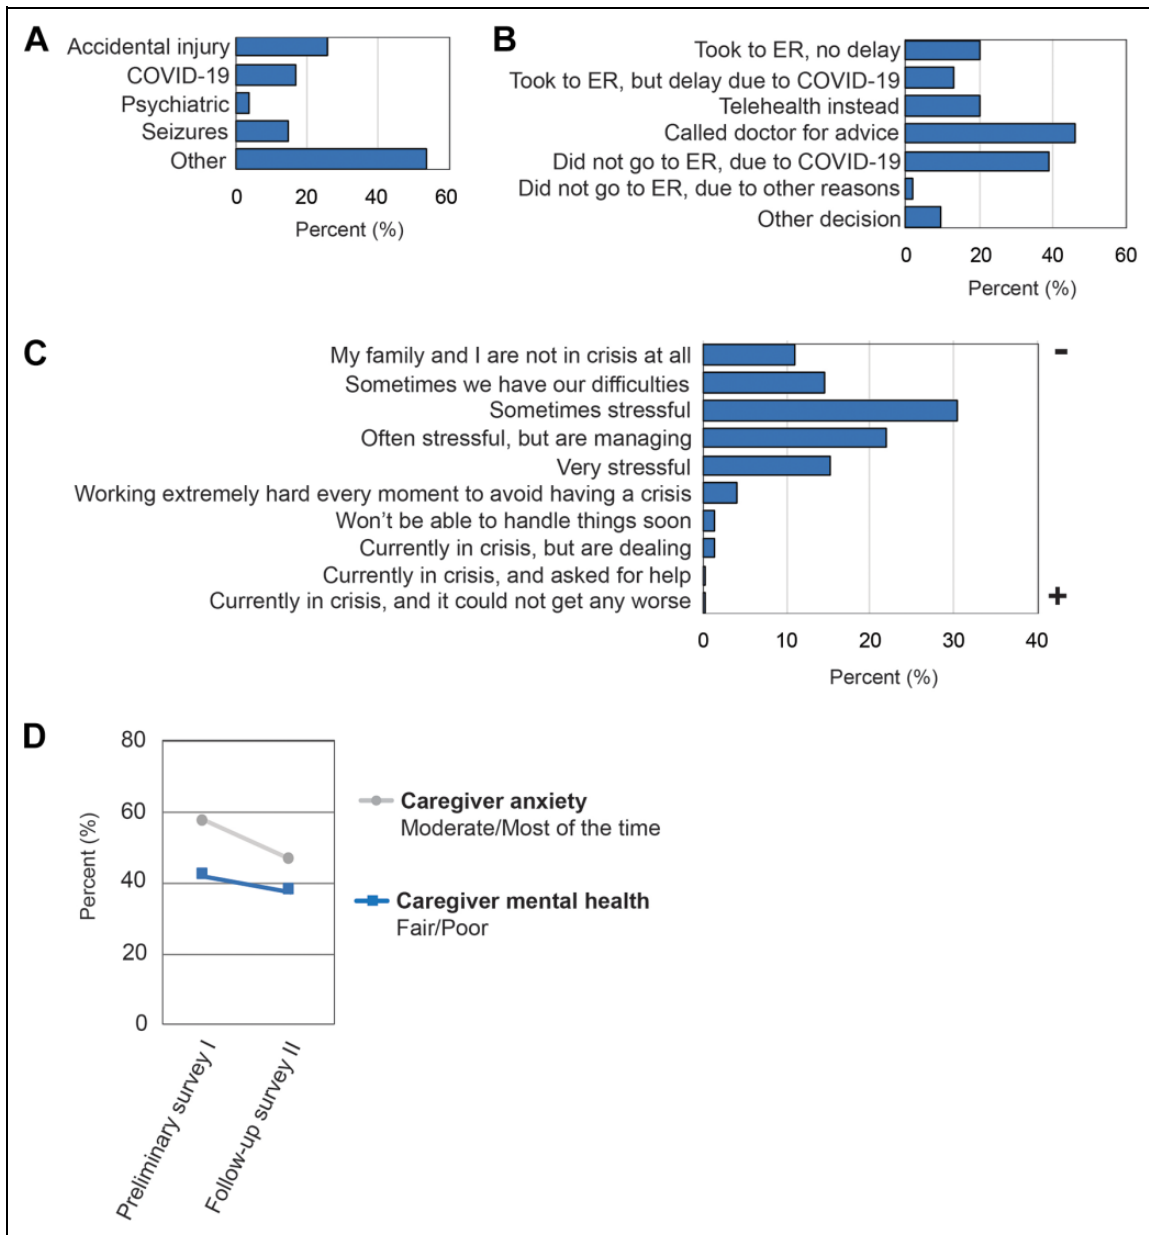 A
Accidental injury
COVID-19
Psychiatric
Seizures
Other
0 20 40 60
Percent (%)
B
Took to ER, no delay
Took to ER, but delay due to COVID-19
Telehealth instead
Called doctor for advice
Did not go to ER, due to COVID-19
Did not go to ER, due to other reasons
Other decision
0 20 40 60
Percent (%)
C
My family and I are not in crisis at all
-
Sometimes we have our difficulties
Sometimes stressful
Often stressful, but are managing
Very stressful
Working extremely hard every moment to avoid having a crisis
Won't be able to handle things soon
Currently in crisis, but are dealing
Currently in crisis, and asked for help
Currently in crisis, and it could not get any worse
+
0 10 20 30 40
Percent (%)
D
80
60
40
20
0
Percent (%)
Preliminary survey I
Follow-up survey II
Caregiver anxiety
Moderate/Most of the time
Caregiver mental health
Fair/Poor